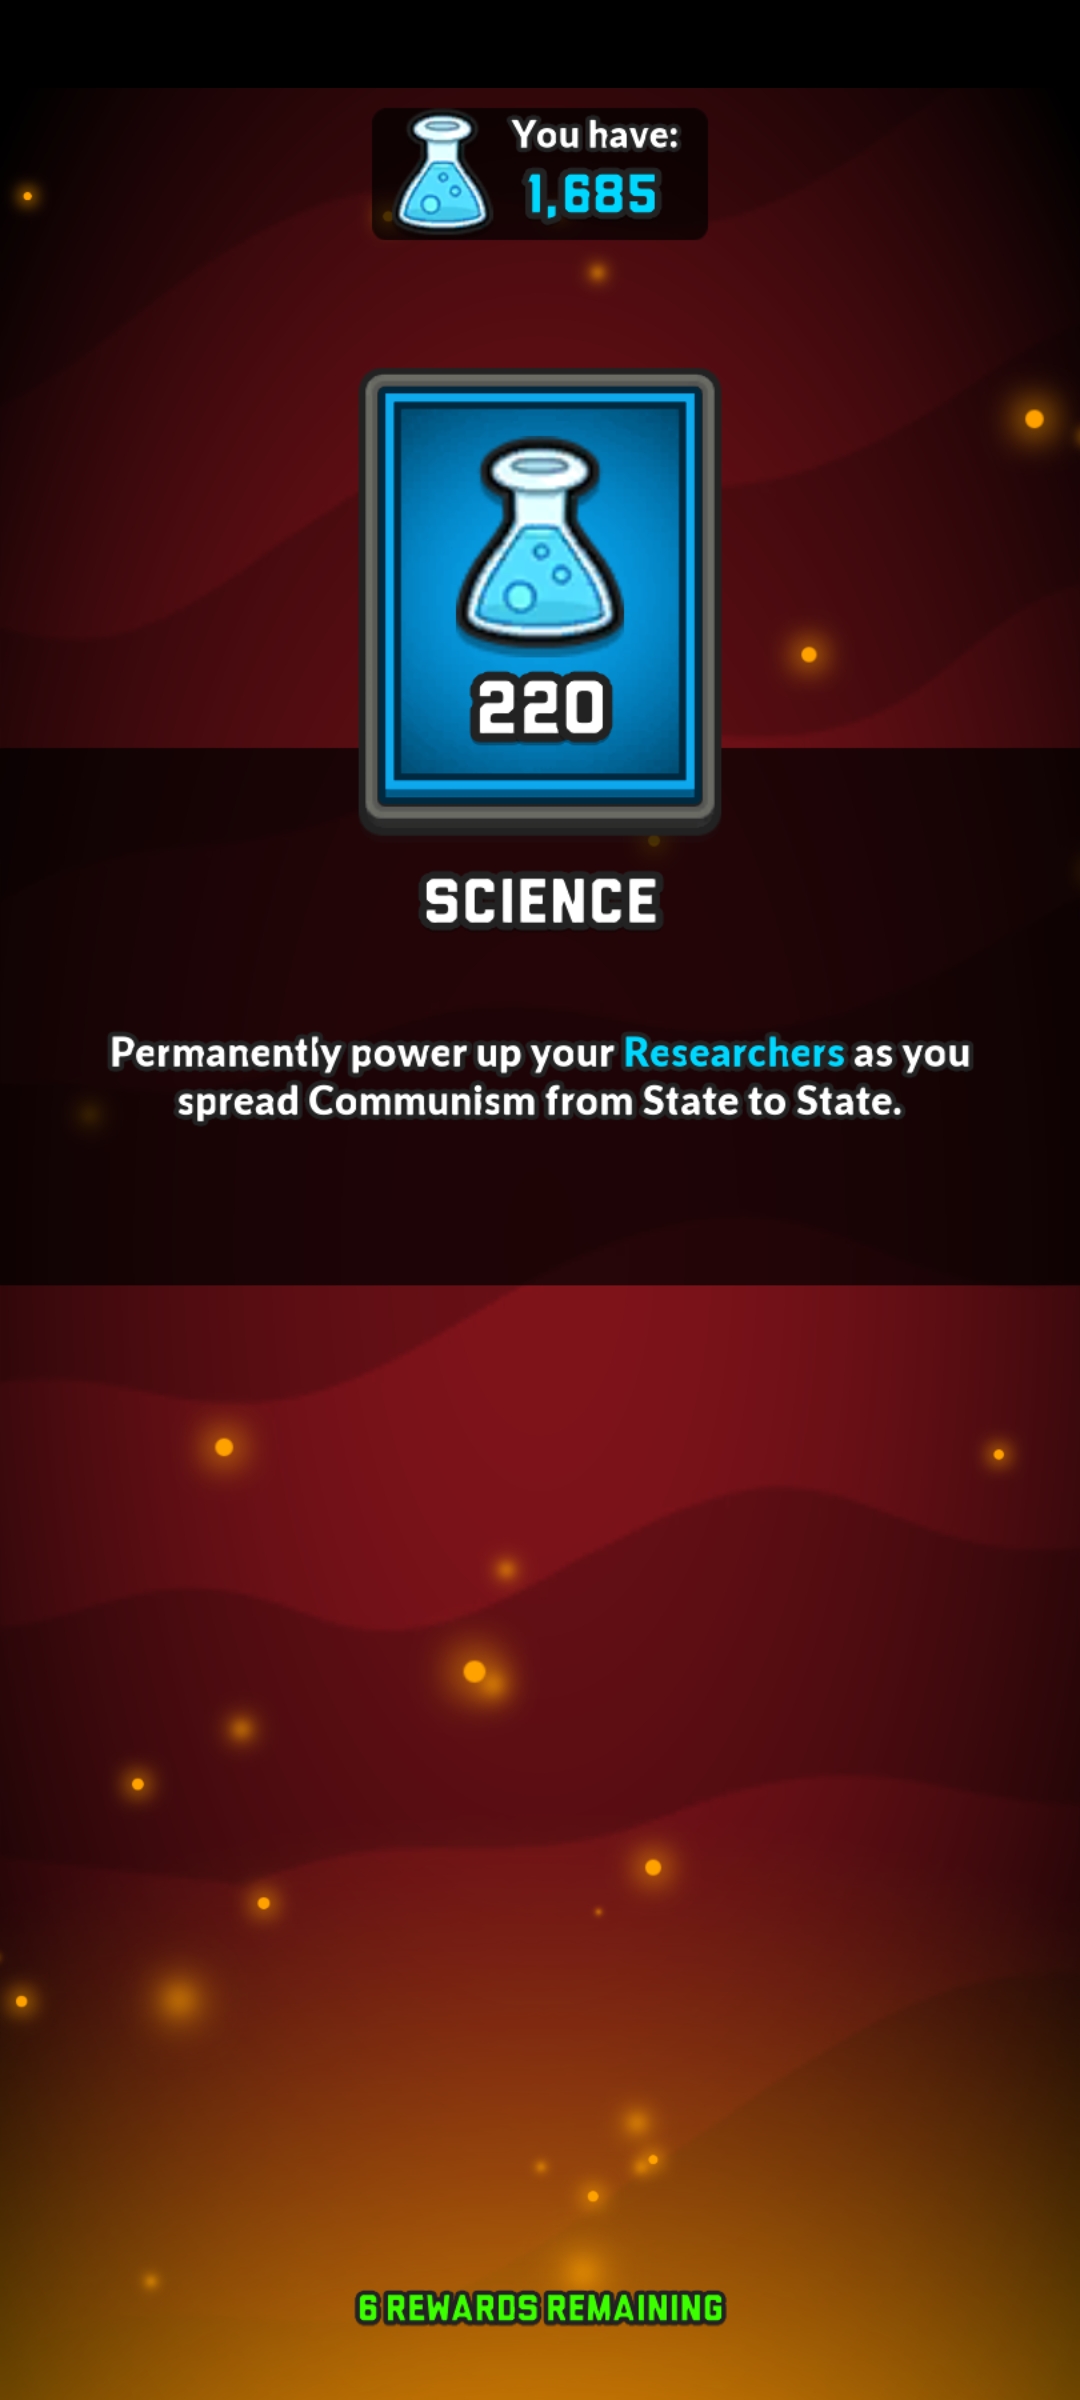 You have:
1,685
220
SCIENCE
Permanently power up your Researchers as you
spread Communism from State to State.
6 REWARDS REMAINING